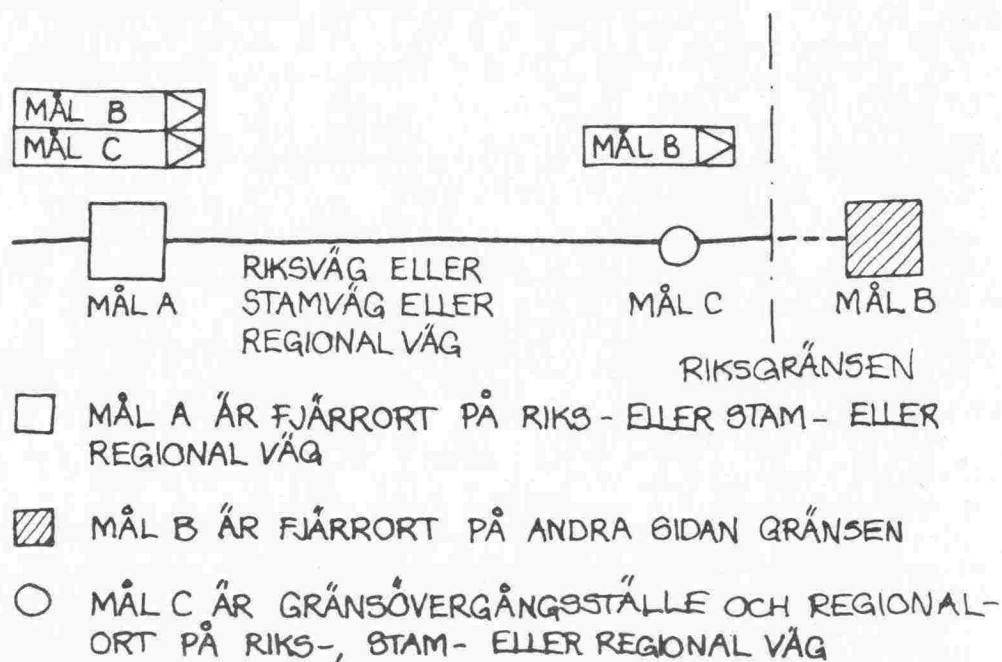 MÅL B
MÅL C
MÅL B
MÅL A
RIKSVÄG ELLER
STAMVÄG ELLER
REGIONAL VÄG
MÅL C
MÅL B
RIKSGRÄNSEN
MÅL A ÄR FJÄRRORT PÅ RIKS- ELLER STAM- ELLER
REGIONAL VÄG
MÅL B ÄR FJÄRRORT PÅ ANDRA SIDAN GRÄNSEN
MÅL C ÄR GRÄNSÖVERGÅNGSSTÄLLE OCH REGIONAL-
ORT PÅ RIKS-, STAM- ELLER REGIONAL VÄG